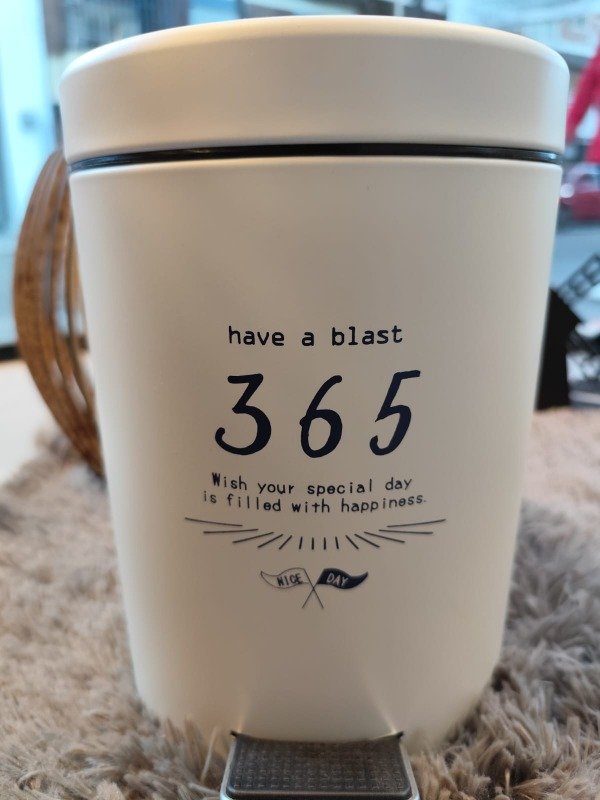 have a blast
365
Wish your special day
is filled with happiness.
NICE DAY